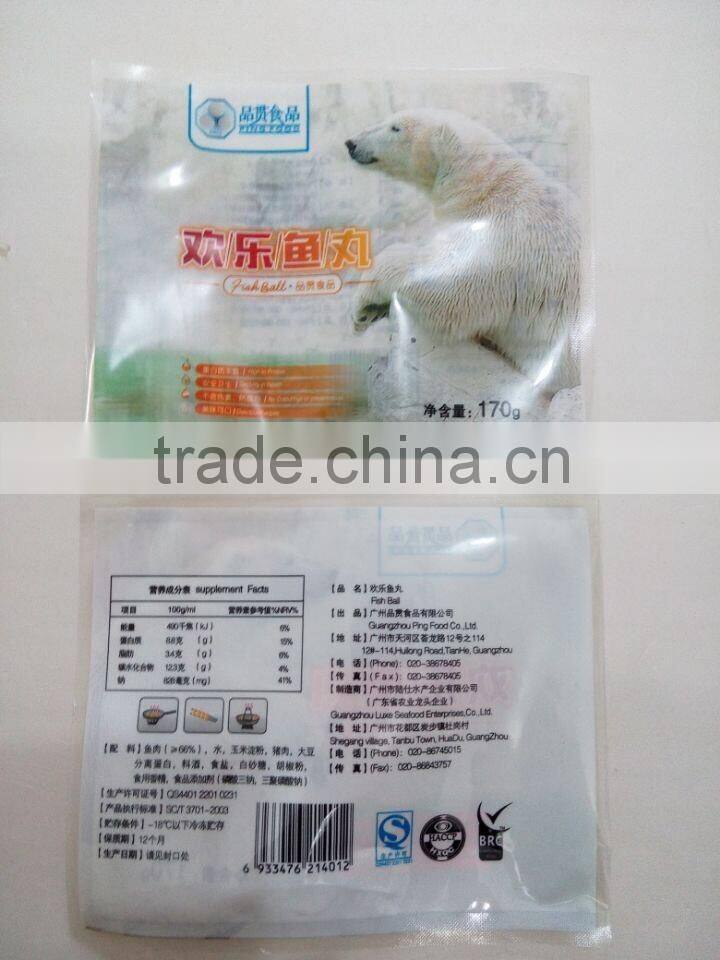 品贯食品
PING FOOD
欢/乐/鱼/丸
Fish Ball · 品贯食品
安全卫生
净含量: 170g
trade.china.cn
营养成分表 supplement Facts
项目 100g/ml 营养素参考值%NRV%
能量 490千焦 (kJ) 6%
蛋白质 8.8克 (g) 15%
脂肪 3.4克 (g) 6%
碳水化合物 12.3克 (g) 4%
钠 826毫克 (mg) 41%
【配 料】鱼肉(≥66%), 水, 玉米淀粉, 猪肉, 大豆
分离蛋白, 料酒, 食盐, 白砂糖, 胡椒粉,
食用香精, 食品添加剂 (磷酸三钠, 三聚磷酸钠)
【生产许可证号】QS4401 2201 0231
【产品执行标准】SC/T 3701-2003
【贮存条件】-18℃以下冷冻贮存
【保质期】12个月
【生产日期】请见封口处
【品 名】欢乐鱼丸
Fish Ball
【出 品】广州品贯食品有限公司
Guangzhou Ping Food Co.,Ltd.
【地 址】广州市天河区荟龙路12号之114
12#-114,Huilong Road,TianHe, Guangzhou
【电 话】(Phone): 020-38678405
【传 真】(Fax): 020-38678405
【制造商】广州市陆仕水产企业有限公司
(广东省农业龙头企业)
Guangzhou Luxe Seafood Enterprises,Co., Ltd.
【地 址】广州市花都区炭步镇社岗村
Shegang village, Tanbu Town, HuaDu, GuangZhou
【电 话】(Phone): 020-86745015
【传 真】(Fax): 020-86843757
6 933476 214012
QS
生产许可
HACCP
BRC